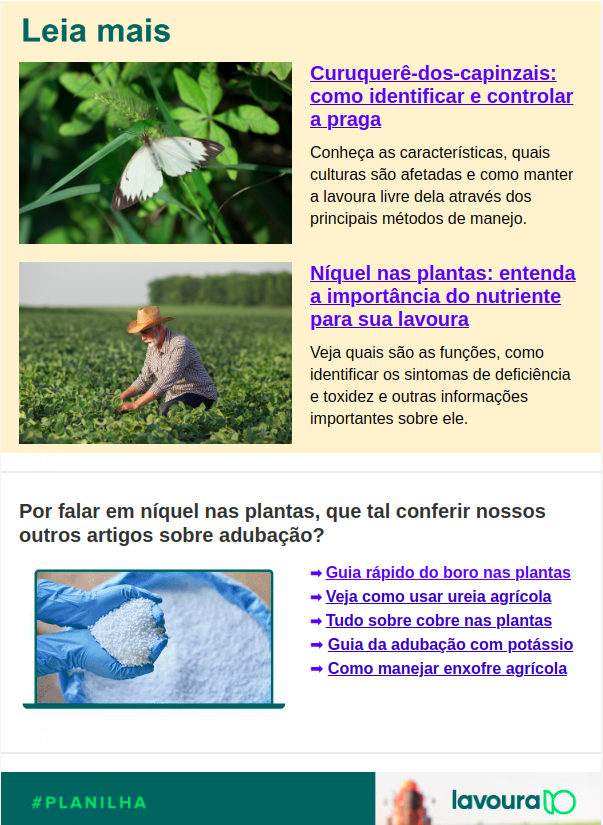 Leia mais
Curuquerê-dos-capinzais:
como identificar e controlar
a praga
Conheça as características, quais
culturas são afetadas e como manter
a lavoura livre dela através dos
principais métodos de manejo.
Níquel nas plantas: entenda
a importância do nutriente
para sua lavoura
Veja quais são as funções, como
identificar os sintomas de deficiência
e toxidez e outras informações
importantes sobre ele.
Por falar em níquel nas plantas, que tal conferir nossos
outros artigos sobre adubação?
➡ Guia rápido do boro nas plantas
➡ Veja como usar ureia agrícola
➡ Tudo sobre cobre nas plantas
➡ Guia da adubação com potássio
➡ Como manejar enxofre agrícola
#PLANILHA
lavoura10